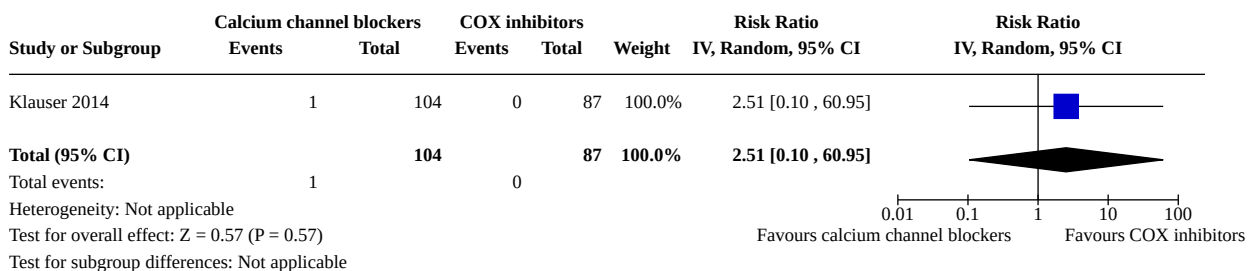 Calcium channel blockers COX inhibitors Risk Ratio Risk Ratio
Study or Subgroup Events Total Events Total Weight IV, Random, 95% CI IV, Random, 95% CI
Klauser 2014 1 104 0 87 100.0% 2.51 [0.10 , 60.95]
Total (95% CI) 104 87 100.0% 2.51 [0.10 , 60.95]
Total events: 1 0
Heterogeneity: Not applicable
0.01 0.1 1 10 100
Test for overall effect: Z = 0.57 (P = 0.57) Favours calcium channel blockers Favours COX inhibitors
Test for subgroup differences: Not applicable